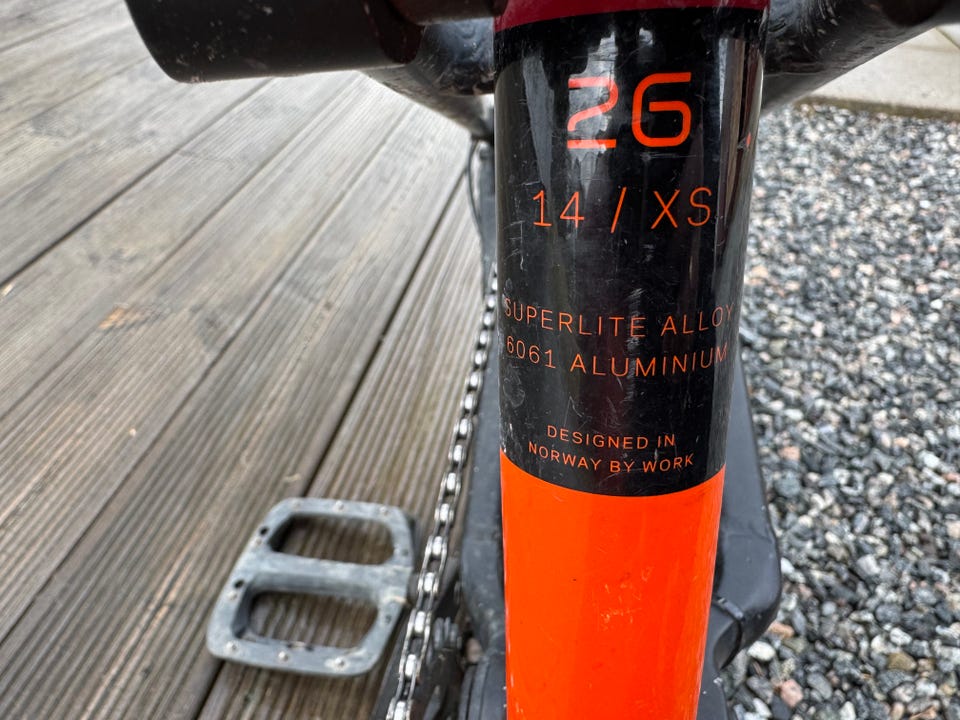 26
14 / XS
SUPERLITE ALLOY
6061 ALUMINIUM
DESIGNED IN
NORWAY BY WORK